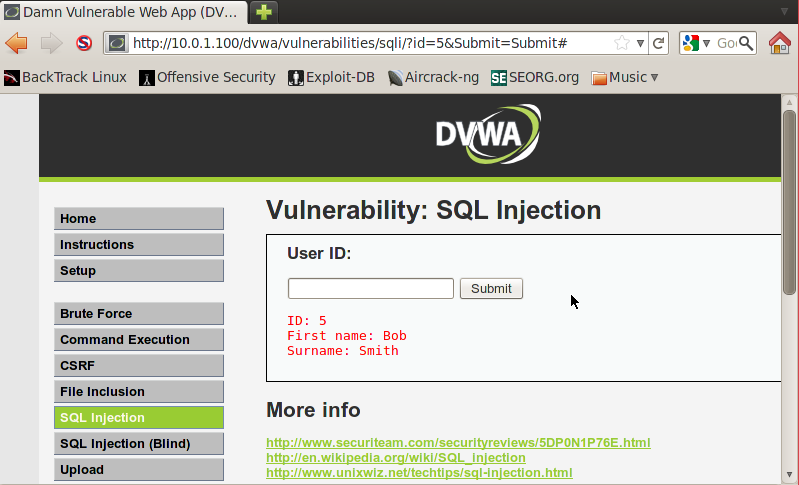 Damn Vulnerable Web App (DV...
http://10.0.1.100/dvwa/vulnerabilities/sqli/?id=5&Submit=Submit#
Goo
BackTrack Linux Offensive Security Exploit-DB Aircrack-ng SE SEORG.org Music
DVWA
Home
Instructions
Setup
Brute Force
Command Execution
CSRF
File Inclusion
SQL Injection
SQL Injection (Blind)
Upload
Vulnerability: SQL Injection
User ID:
Submit
ID: 5
First name: Bob
Surname: Smith
More info
http://www.securiteam.com/securityreviews/5DP0N1P76E.html
http://en.wikipedia.org/wiki/SQL_injection
http://www.unixwiz.net/techtips/sql-injection.html